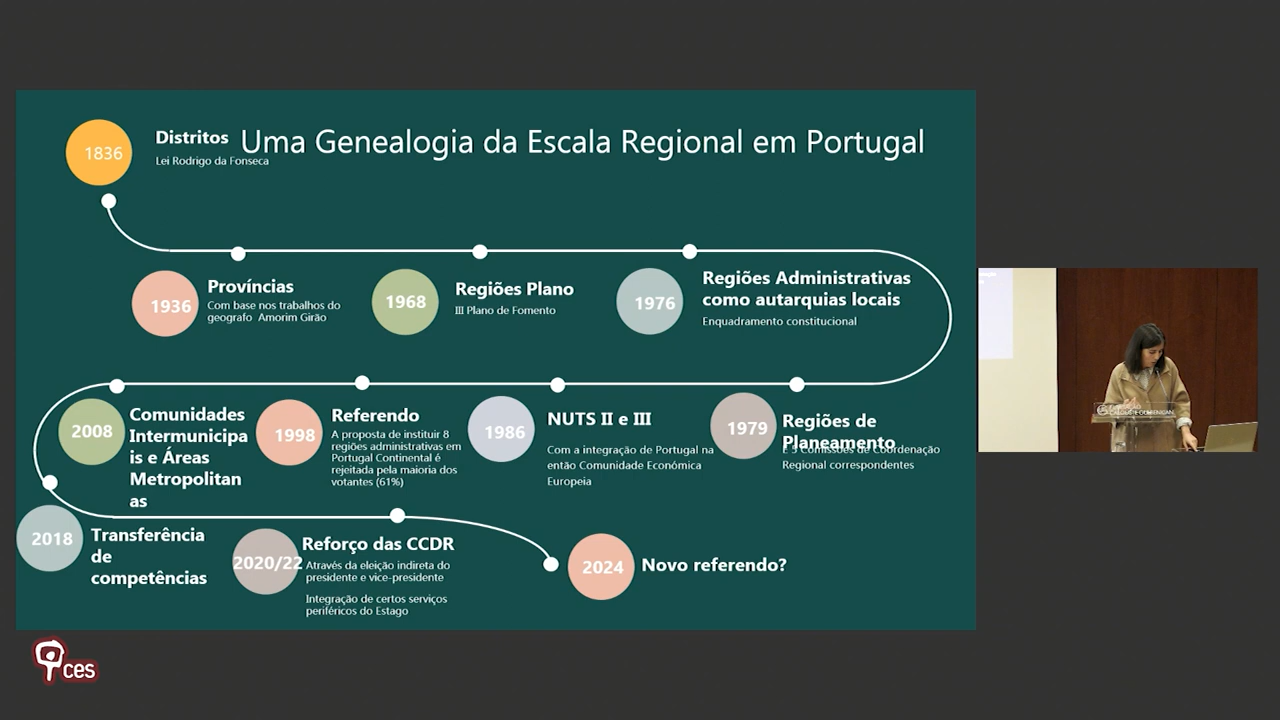 Uma Genealogia da Escala Regional em Portugal
1836
Distritos
Lei Rodrigo da Fonseca
1936
Províncias
Com base nos trabalhos do
geografo Amorim Girão
1968
Regiões Plano
III Plano de Fomento
1976
Regiões Administrativas
como autarquias locais
Enquadramento constitucional
1979
Regiões de
Planeamento
E 5 Comissões de Coordenação
Regional correspondentes
1986
NUTS II e III
Com a integração de Portugal na
então Comunidade Económica
Europeia
1998
Referendo
A proposta de instituir 8
regiões administrativas em
Portugal Continental é
rejeitada pela maioria dos
votantes (61%)
2008
Comunidades
Intermunicipa
is e Áreas
Metropolitan
as
2018
Transferência
de
competências
2020/22
Reforço das CCDR
Através da eleição indireta do
presidente e vice-presidente
Integração de certos serviços
periféricos do Estago
2024
Novo referendo?
ces